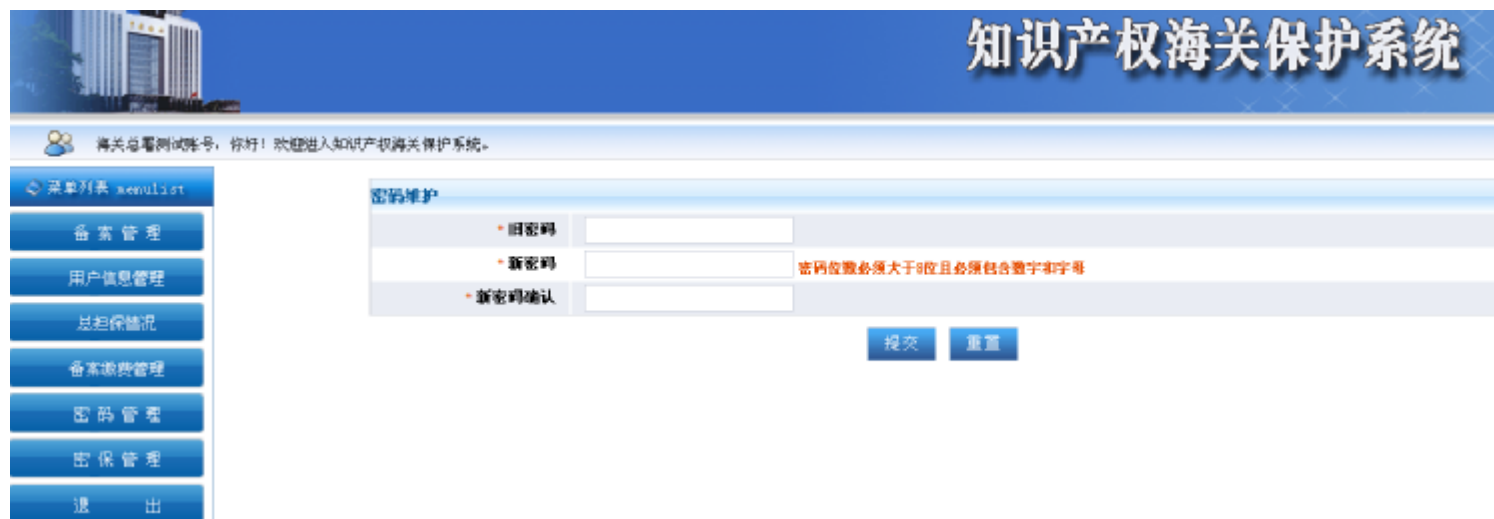 知识产权海关保护系统
海关总署测试账号，你好！欢迎进入知识产权海关保护系统。
菜单列表 menulist
备案管理
用户信息管理
总担保情况
备案缴费管理
密码管理
密保管理
退 出
密码维护
* 旧密码
* 新密码 密码位数必须大于8位且必须包含数字和字母
* 新密码确认
提交 重置